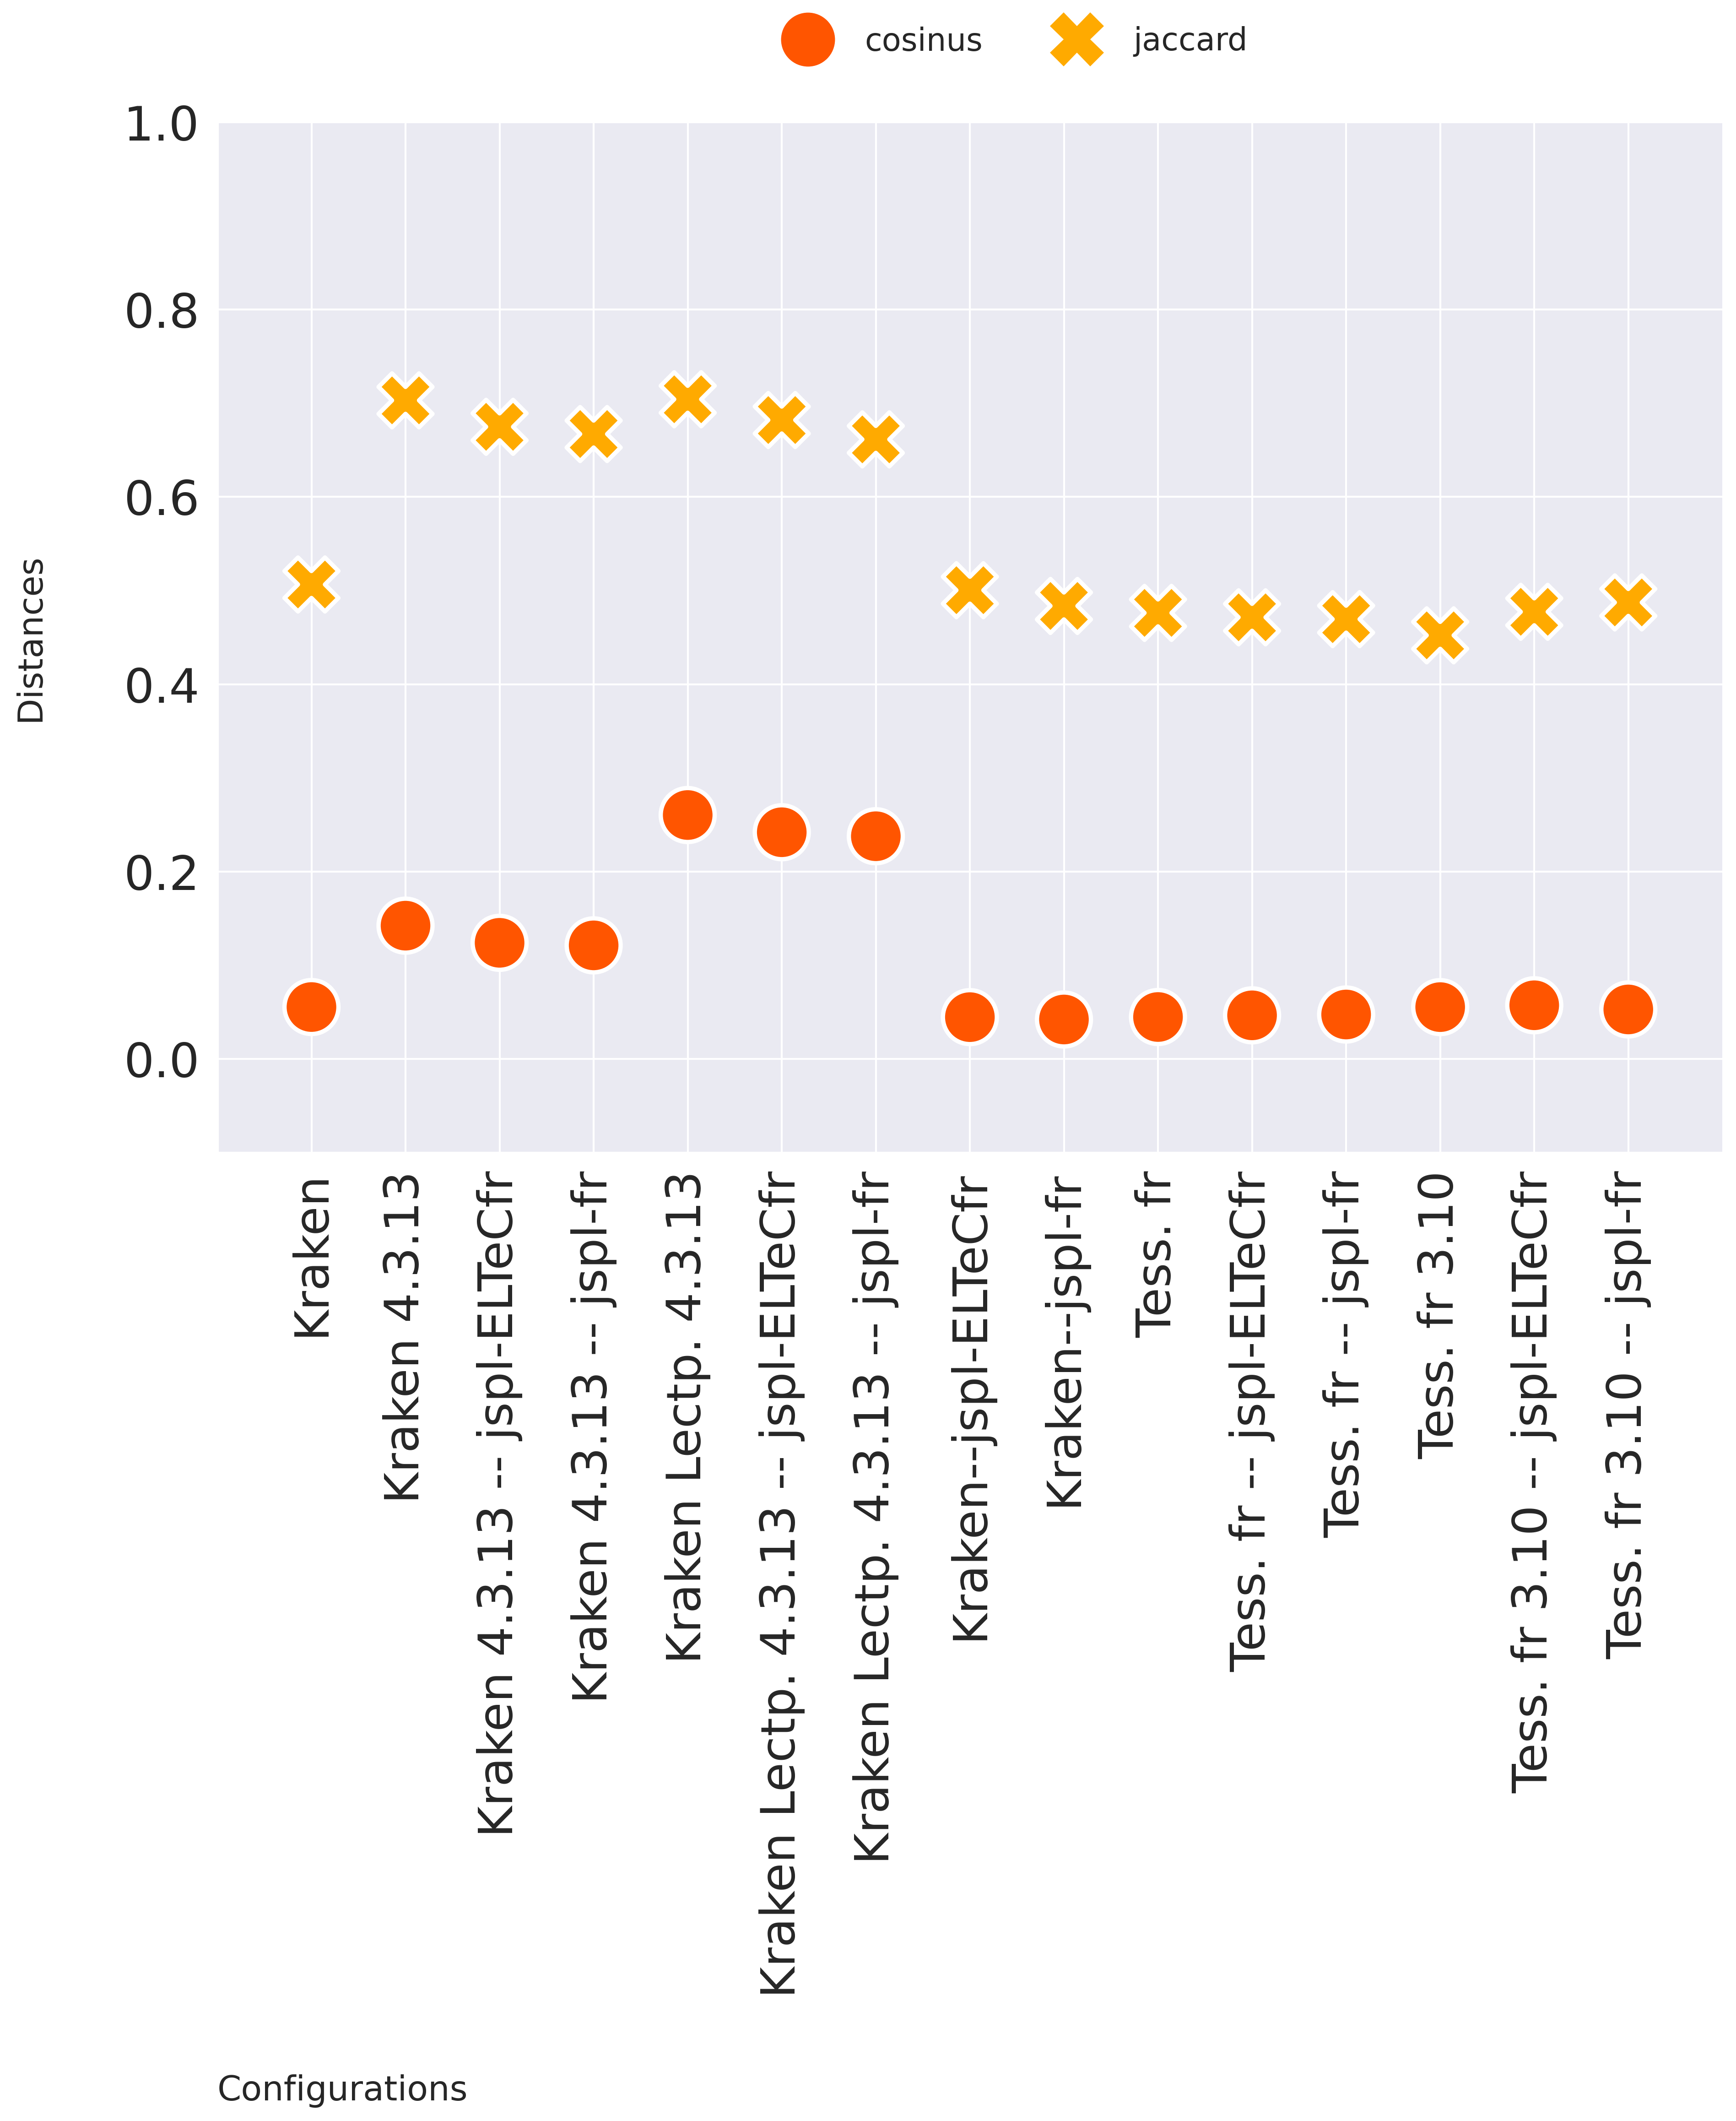 cosinus jaccard
1.0
0.8
0.6
0.4
0.2
0.0
Distances
Kraken
Kraken 4.3.13
Kraken 4.3.13 -- jspl-ELTeCfr
Kraken 4.3.13 -- jspl-fr
Kraken Lectp. 4.3.13
Kraken Lectp. 4.3.13 -- jspl-ELTeCfr
Kraken Lectp. 4.3.13 -- jspl-fr
Kraken--jspl-ELTeCfr
Kraken--jspl-fr
Tess. fr
Tess. fr -- jspl-ELTeCfr
Tess. fr -- jspl-fr
Tess. fr 3.10
Tess. fr 3.10 -- jspl-ELTeCfr
Tess. fr 3.10 -- jspl-fr
Configurations